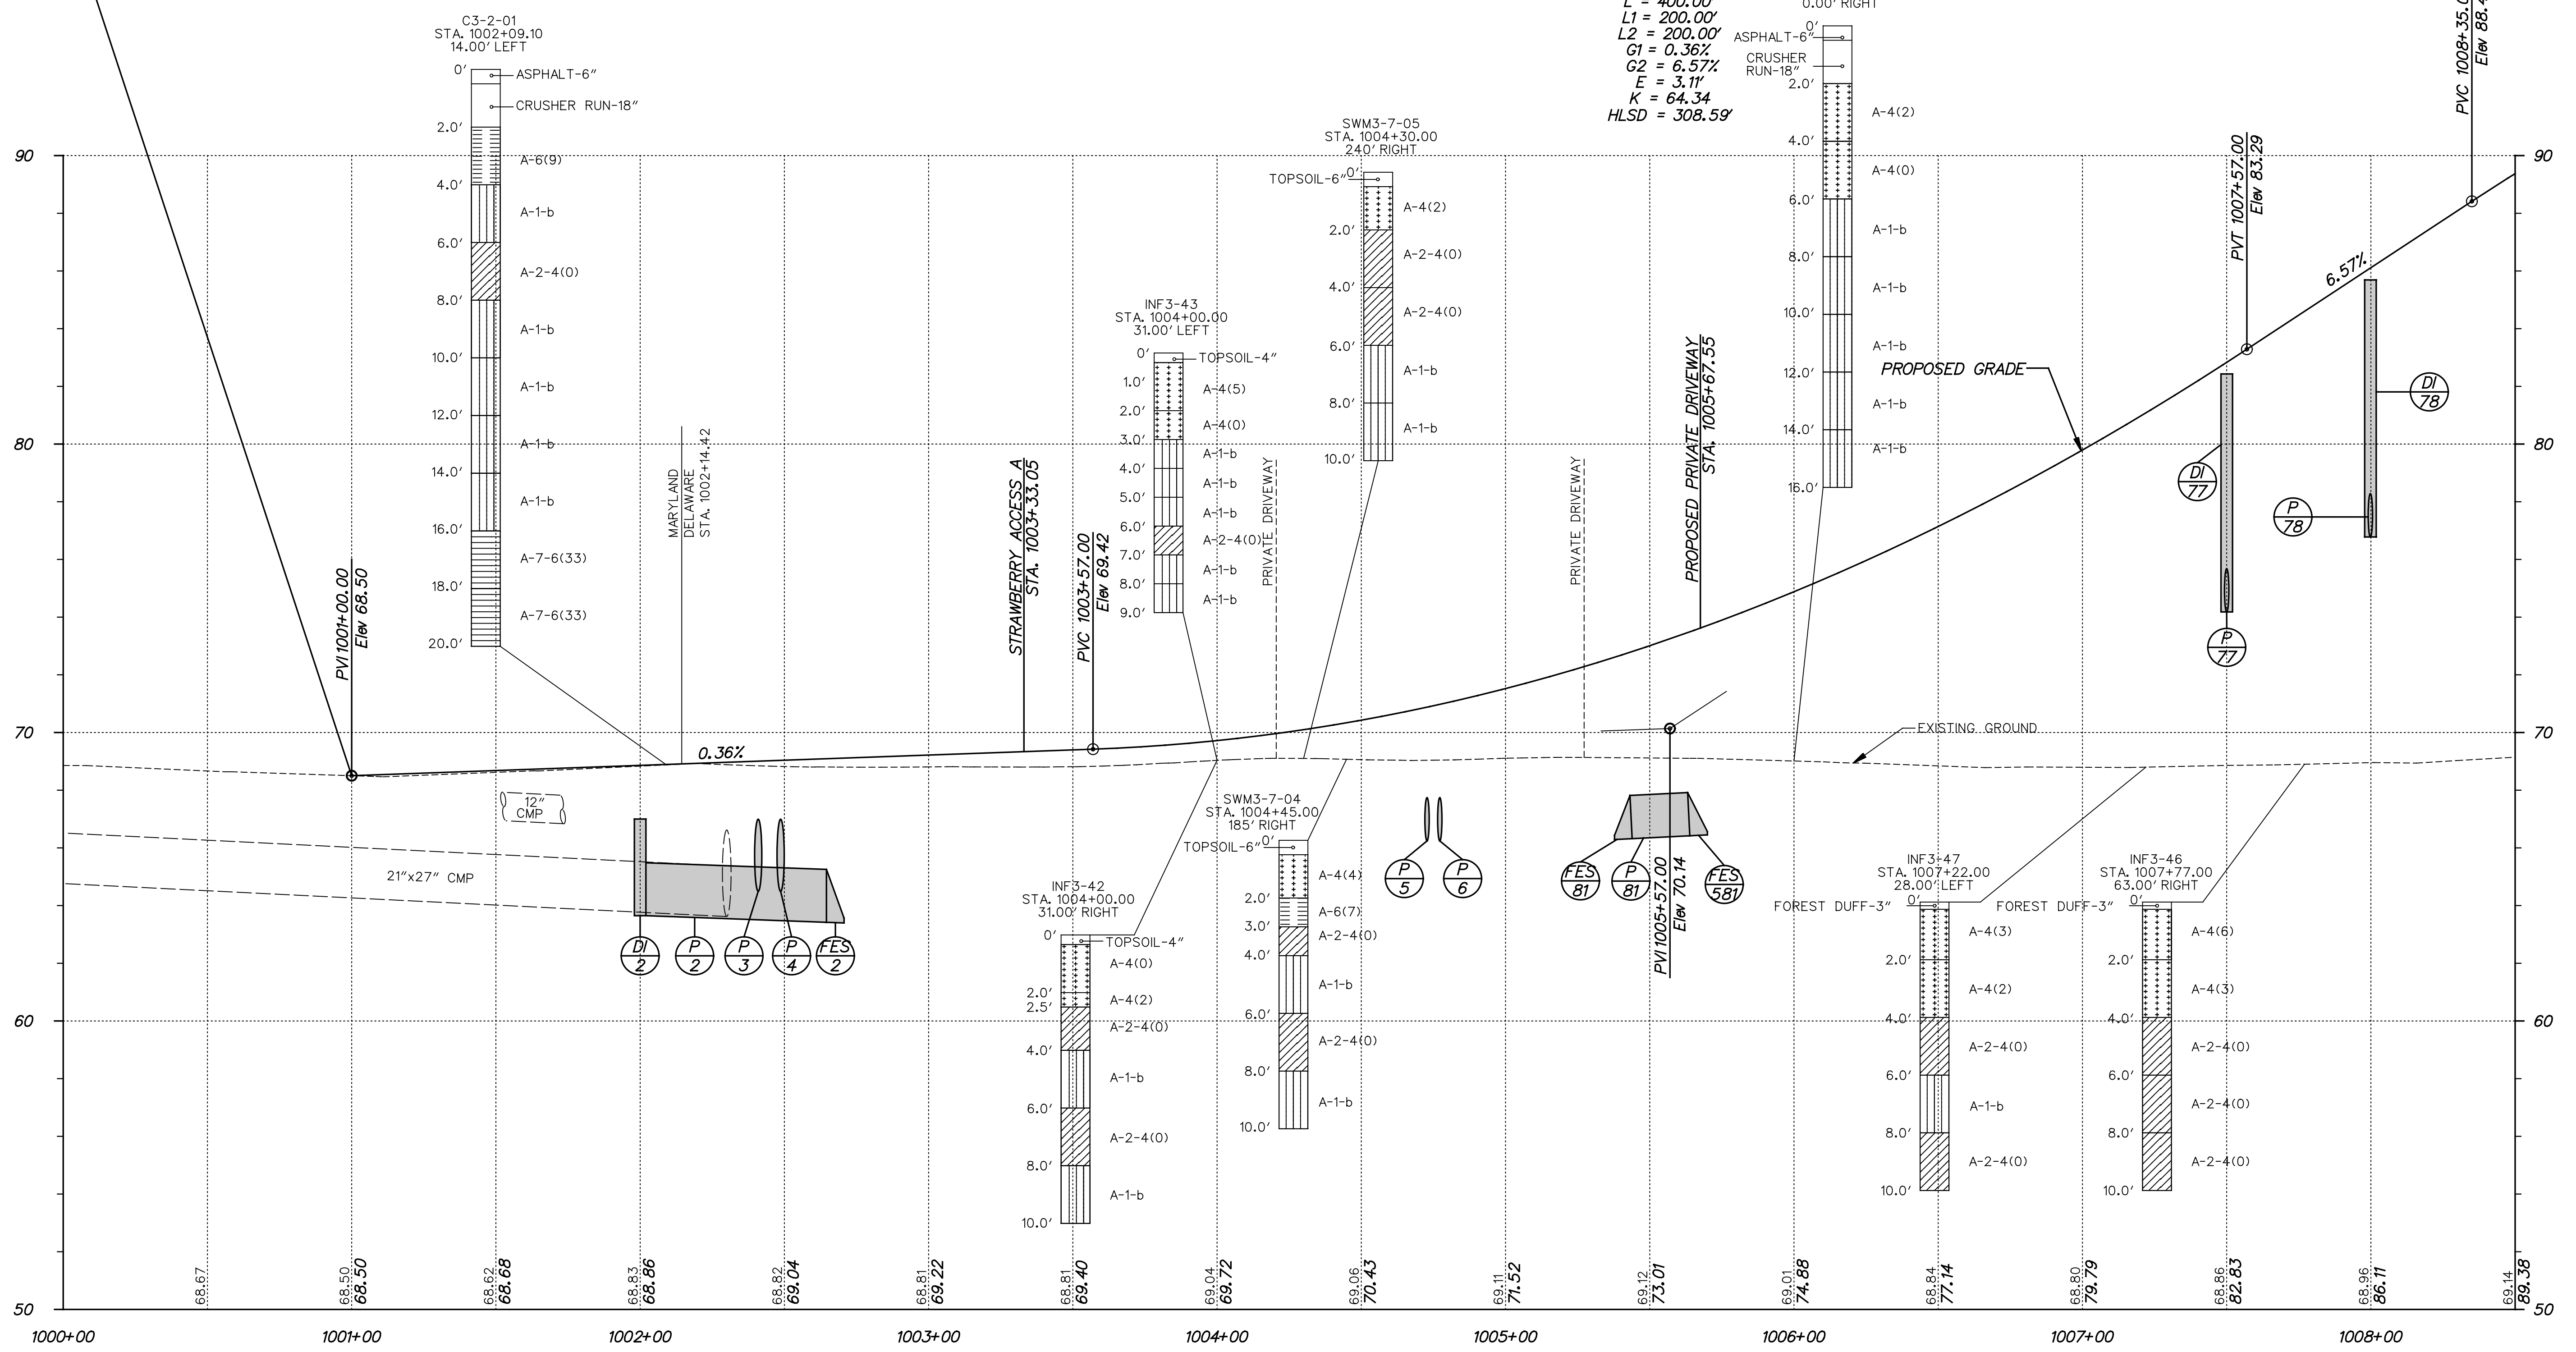 C3-2-01
STA. 1002+09.10
14.00' LEFT
0'
ASPHALT-6"
CRUSHER RUN-18"
2.0'
A-6(9)
4.0'
A-1-b
6.0'
A-2-4(0)
8.0'
A-1-b
10.0'
A-1-b
12.0'
A-1-b
14.0'
A-1-b
16.0'
A-7-6(33)
18.0'
A-7-6(33)
20.0'
L = 400.00'
L1 = 200.00'
L2 = 200.00'
G1 = 0.36%
G2 = 6.57%
E = 3.11'
K = 64.34
HLSD = 308.59'
0.00' RIGHT
0'
ASPHALT-6"
CRUSHER
RUN-18"
2.0'
A-4(2)
4.0'
A-4(0)
6.0'
A-1-b
8.0'
A-1-b
10.0'
A-1-b
12.0'
A-1-b
14.0'
A-1-b
16.0'
SWM3-7-05
STA. 1004+30.00
240' RIGHT
0'
TOPSOIL-6"
A-4(2)
2.0'
A-2-4(0)
4.0'
A-2-4(0)
6.0'
A-1-b
8.0'
A-1-b
10.0'
INF3-43
STA. 1004+00.00
31.00' LEFT
0'
TOPSOIL-4"
1.0'
A-4(5)
2.0'
A-4(0)
3.0'
A-1-b
4.0'
A-1-b
5.0'
A-1-b
6.0'
A-2-4(0)
7.0'
A-1-b
8.0'
A-1-b
9.0'
PVI 1001+00.00
Elev 68.50
MARYLAND
DELAWARE
STA. 1002+14.42
STRAWBERRY ACCESS A
STA. 1003+33.05
PVC 1003+57.00
Elev 69.42
PRIVATE DRIVEWAY
PRIVATE DRIVEWAY
PROPOSED PRIVATE DRIVEWAY
STA. 1005+67.55
PROPOSED GRADE
PVT 1007+57.00
Elev 83.29
6.57%
DI
78
DI
77
P
78
P
77
0.36%
EXISTING GROUND
12"
CMP
21"x27" CMP
DI
2
P
2
P
3
P
4
FES
2
P
5
P
6
FES
81
P
81
FES
581
PVI 1005+57.00
Elev 70.14
INF3-42
STA. 1004+00.00
31.00' RIGHT
0'
TOPSOIL-4"
A-4(0)
2.0'
A-4(2)
2.5'
A-2-4(0)
4.0'
A-1-b
6.0'
A-2-4(0)
8.0'
A-1-b
10.0'
SWM3-7-04
STA. 1004+45.00
185' RIGHT
0'
TOPSOIL-6"
A-4(4)
2.0'
A-6(7)
3.0'
A-2-4(0)
4.0'
A-1-b
6.0'
A-2-4(0)
8.0'
A-1-b
10.0'
INF3-47
STA. 1007+22.00
28.00' LEFT
0'
FOREST DUFF-3"
A-4(3)
2.0'
A-4(2)
4.0'
A-2-4(0)
6.0'
A-1-b
8.0'
A-2-4(0)
10.0'
INF3-46
STA. 1007+77.00
63.00' RIGHT
0'
FOREST DUFF-3"
A-4(6)
2.0'
A-4(3)
4.0'
A-2-4(0)
6.0'
A-2-4(0)
8.0'
A-2-4(0)
10.0'
90
80
70
60
50
90
80
70
60
50
68.67
68.50
68.50
68.62
68.68
68.83
68.86
68.82
69.04
68.81
69.22
68.81
69.40
69.04
69.72
69.06
70.43
69.11
71.52
69.12
73.01
69.01
74.88
68.84
77.14
68.80
79.79
68.86
82.83
68.96
86.11
69.14
89.38
1000+00
1001+00
1002+00
1003+00
1004+00
1005+00
1006+00
1007+00
1008+00